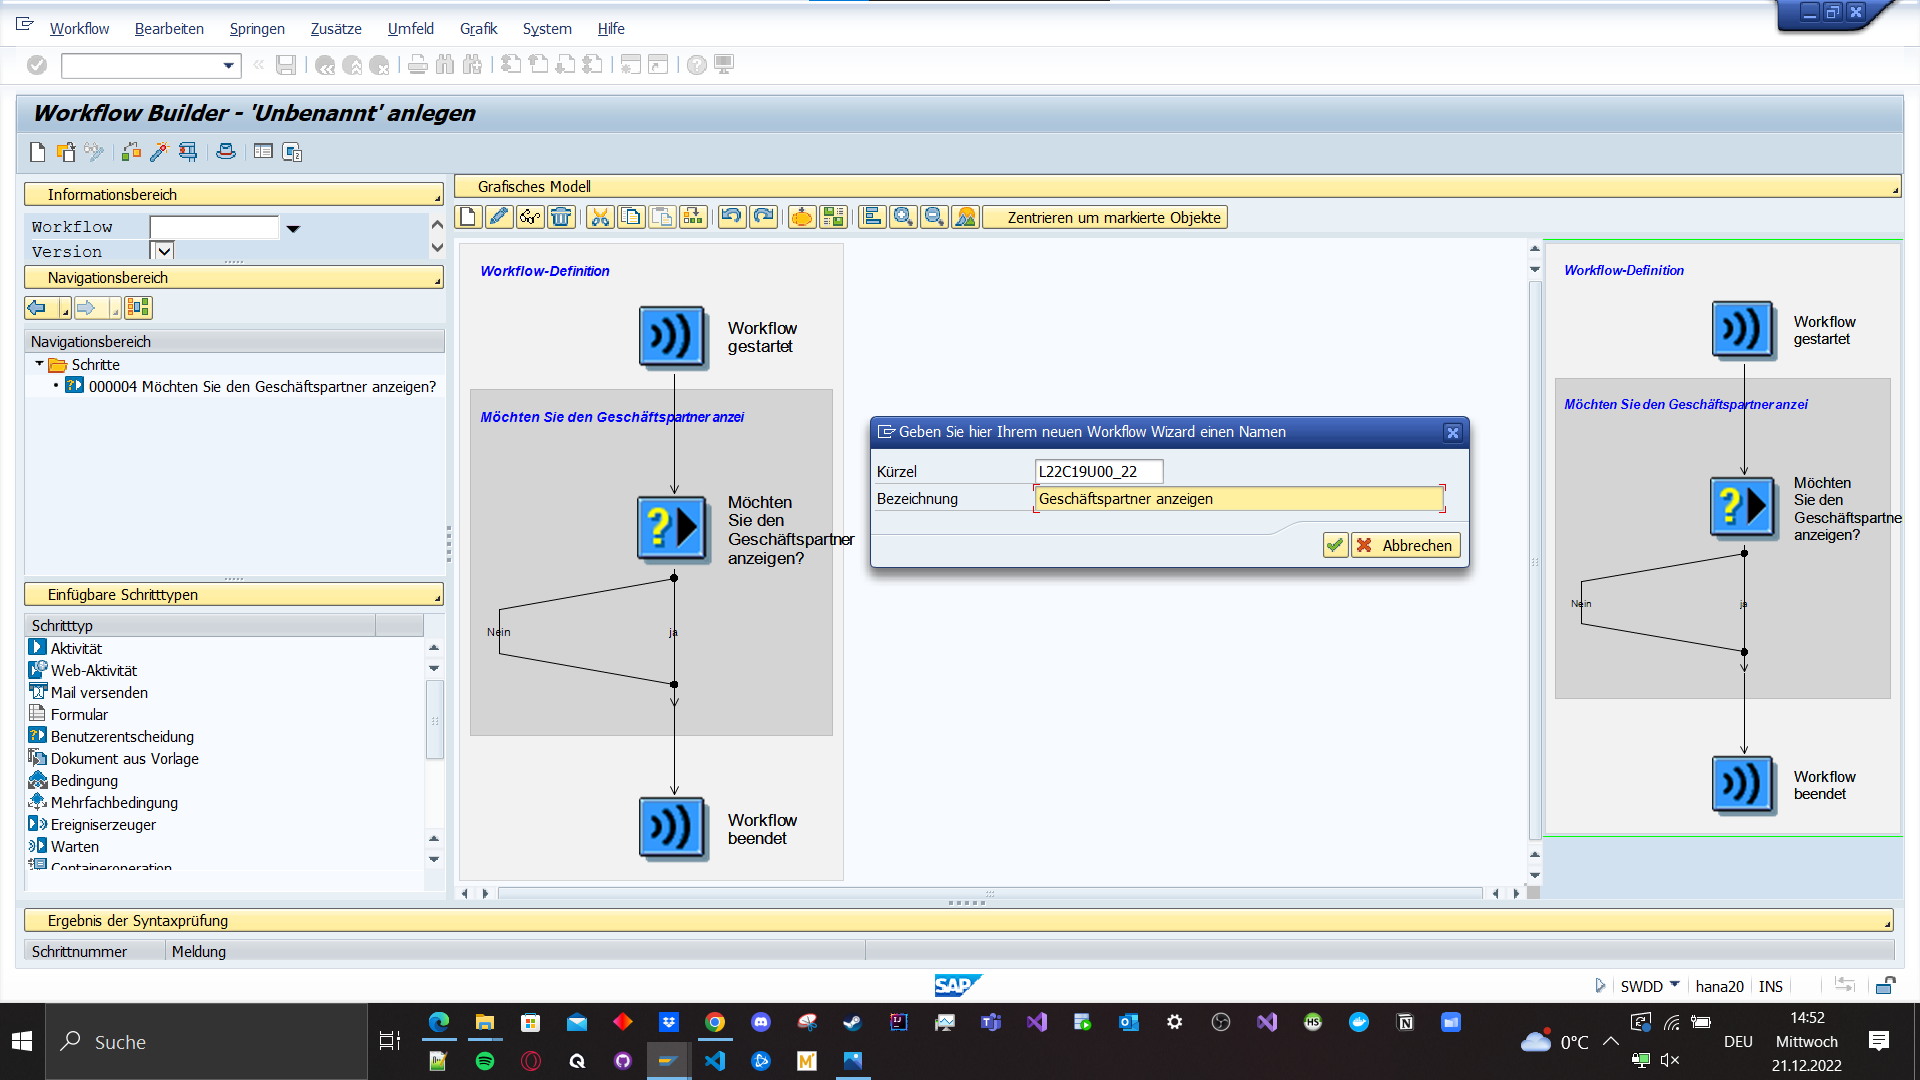 Workflow Bearbeiten Springen Zusätze Umfeld Grafik System Hilfe
Workflow Builder - 'Unbenannt' anlegen
Informationsbereich
Workflow
Version
Navigationsbereich
Navigationsbereich
Schritte
000004 Möchten Sie den Geschäftspartner anzeigen?
Einfügbare Schritttypen
Schritttyp
Aktivität
Web-Aktivität
Mail versenden
Formular
Benutzerentscheidung
Dokument aus Vorlage
Bedingung
Mehrfachbedingung
Ereigniserzeuger
Warten
Containeroperation
Grafisches Modell
Zentrieren um markierte Objekte
Workflow-Definition
Workflow
gestartet
Möchten Sie den Geschäftspartner anzei
Möchten
Sie den
Geschäftspartner
anzeigen?
Nein
ja
Workflow
beendet
Geben Sie hier Ihrem neuen Workflow Wizard einen Namen
Kürzel L22C19U00_22
Bezeichnung Geschäftspartner anzeigen
Abbrechen
Workflow-Definition
Workflow
gestartet
Möchten Sie den Geschäftspartner anzei
Möchten
Sie den
Geschäftspartne
anzeigen?
Nein
ja
Workflow
beendet
Ergebnis der Syntaxprüfung
Schrittnummer Meldung
SAP
SWDD hana20 INS
Suche
0°C
DEU
14:52
Mittwoch
21.12.2022